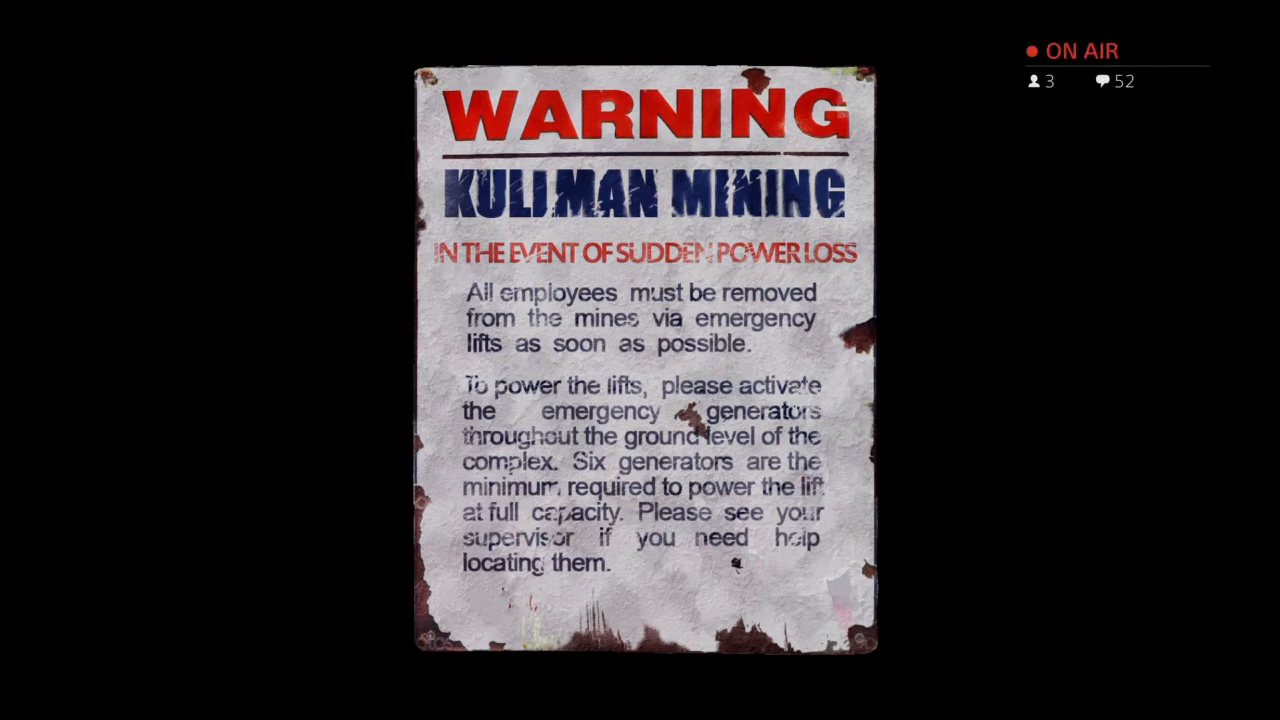 ON AIR
3 52
WARNING
KULLMAN MINING
IN THE EVENT OF SUDDEN POWER LOSS
All employees must be removed
from the mines via emergency
lifts as soon as possible.
To power the lifts, please activate
the emergency generators
throughout the ground level of the
complex. Six generators are the
minimum required to power the lift
at full capacity. Please see your
supervisor if you need help
locating them.